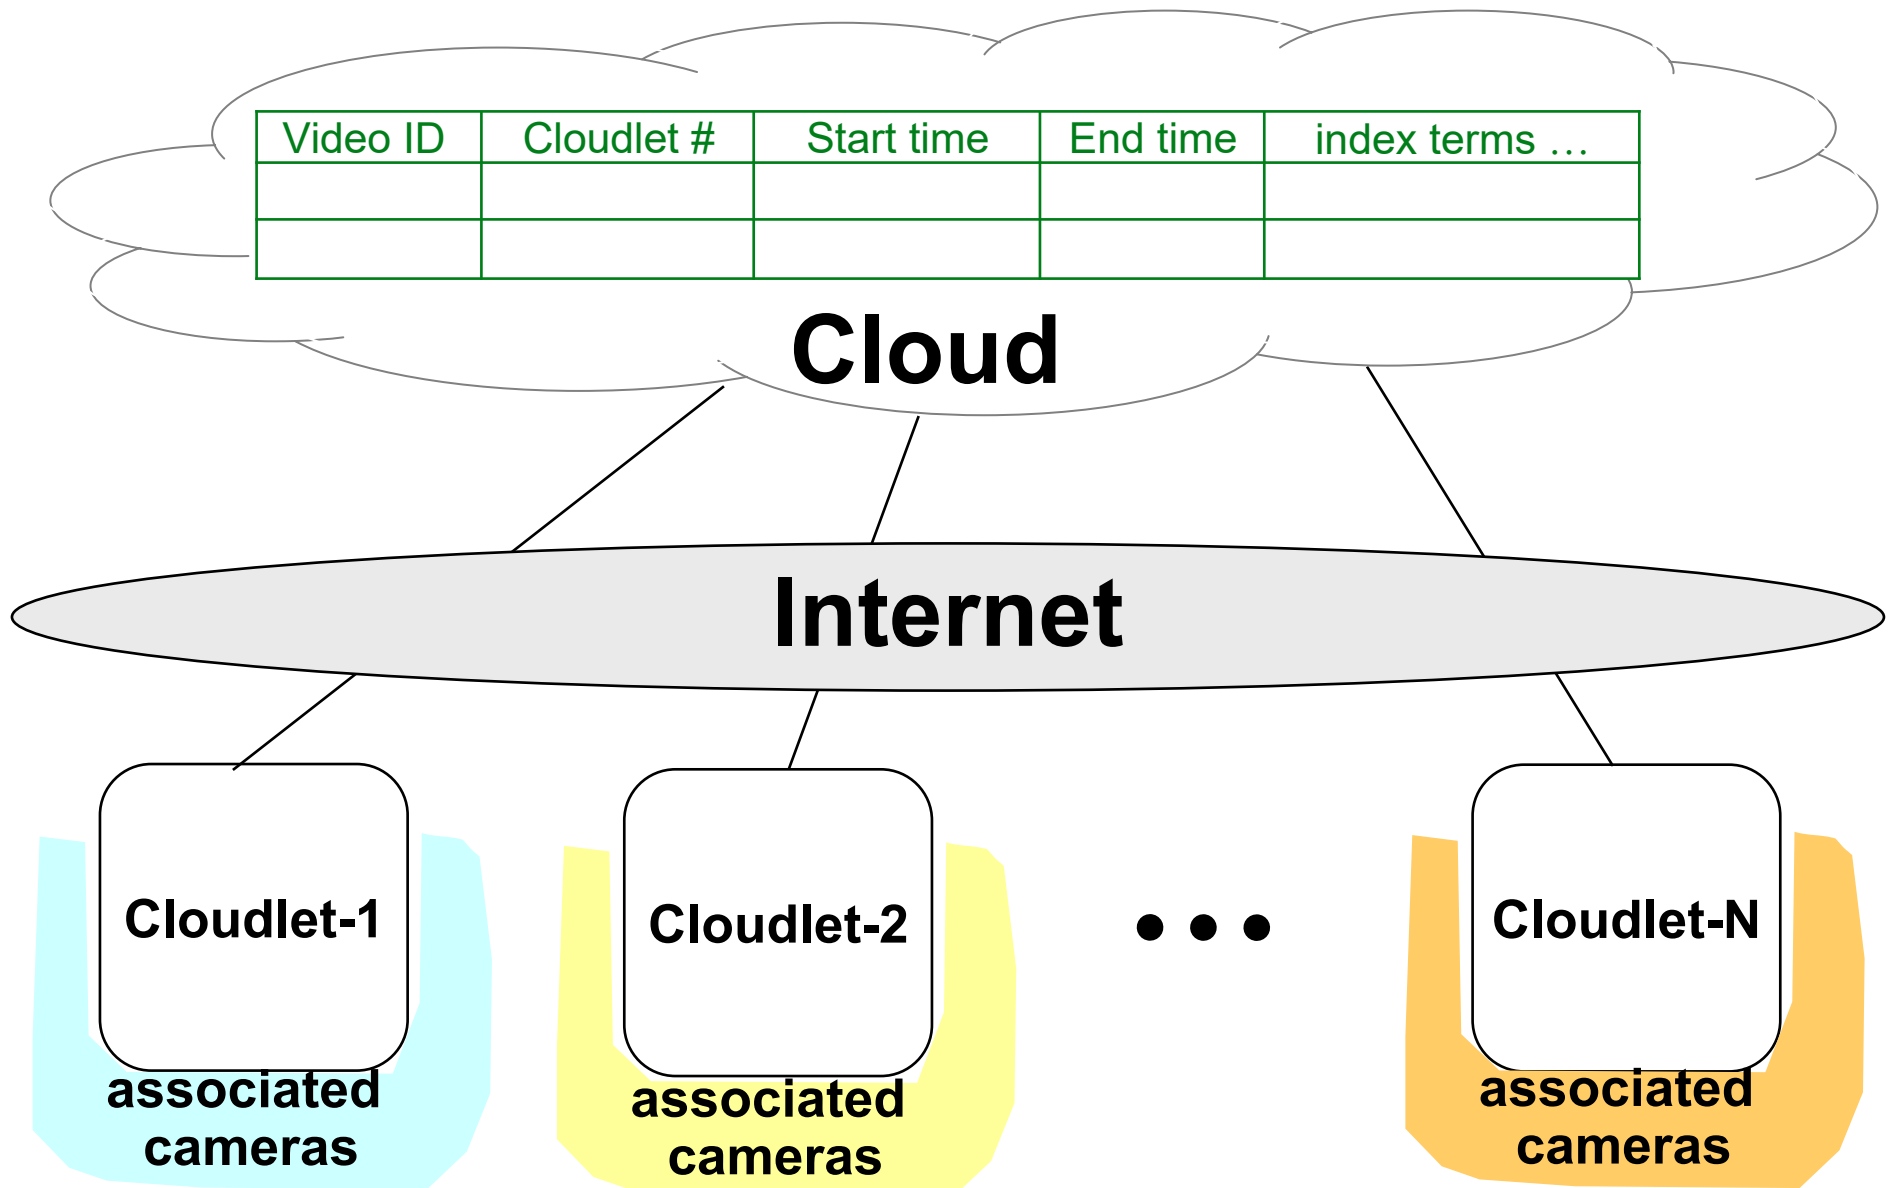 Video ID Cloudlet # Start time End time index terms …
Cloud
Internet
Cloudlet-1
associated
cameras
Cloudlet-2
associated
cameras
•••
Cloudlet-N
associated
cameras